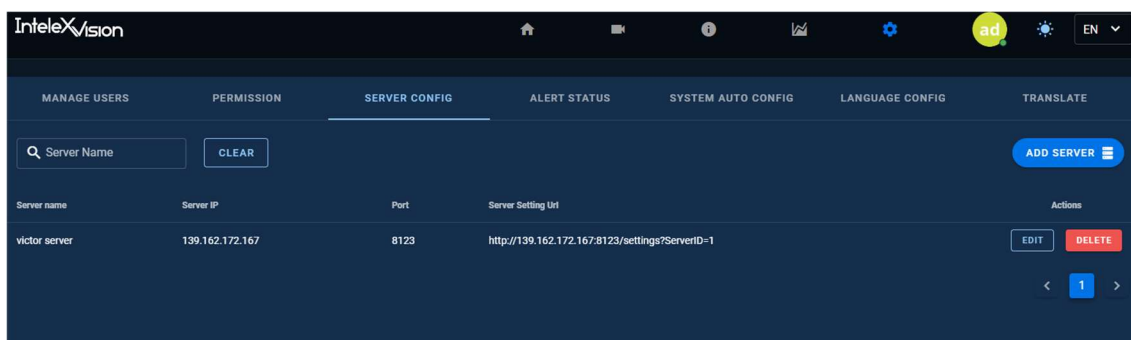 InteleXVision
ad
EN
MANAGE USERS PERMISSION SERVER CONFIG ALERT STATUS SYSTEM AUTO CONFIG LANGUAGE CONFIG TRANSLATE
Server Name CLEAR ADD SERVER
Server name Server IP Port Server Setting Url Actions
victor server 139.162.172.167 8123 http://139.162.172.167:8123/settings?ServerID=1 EDIT DELETE
< 1 >